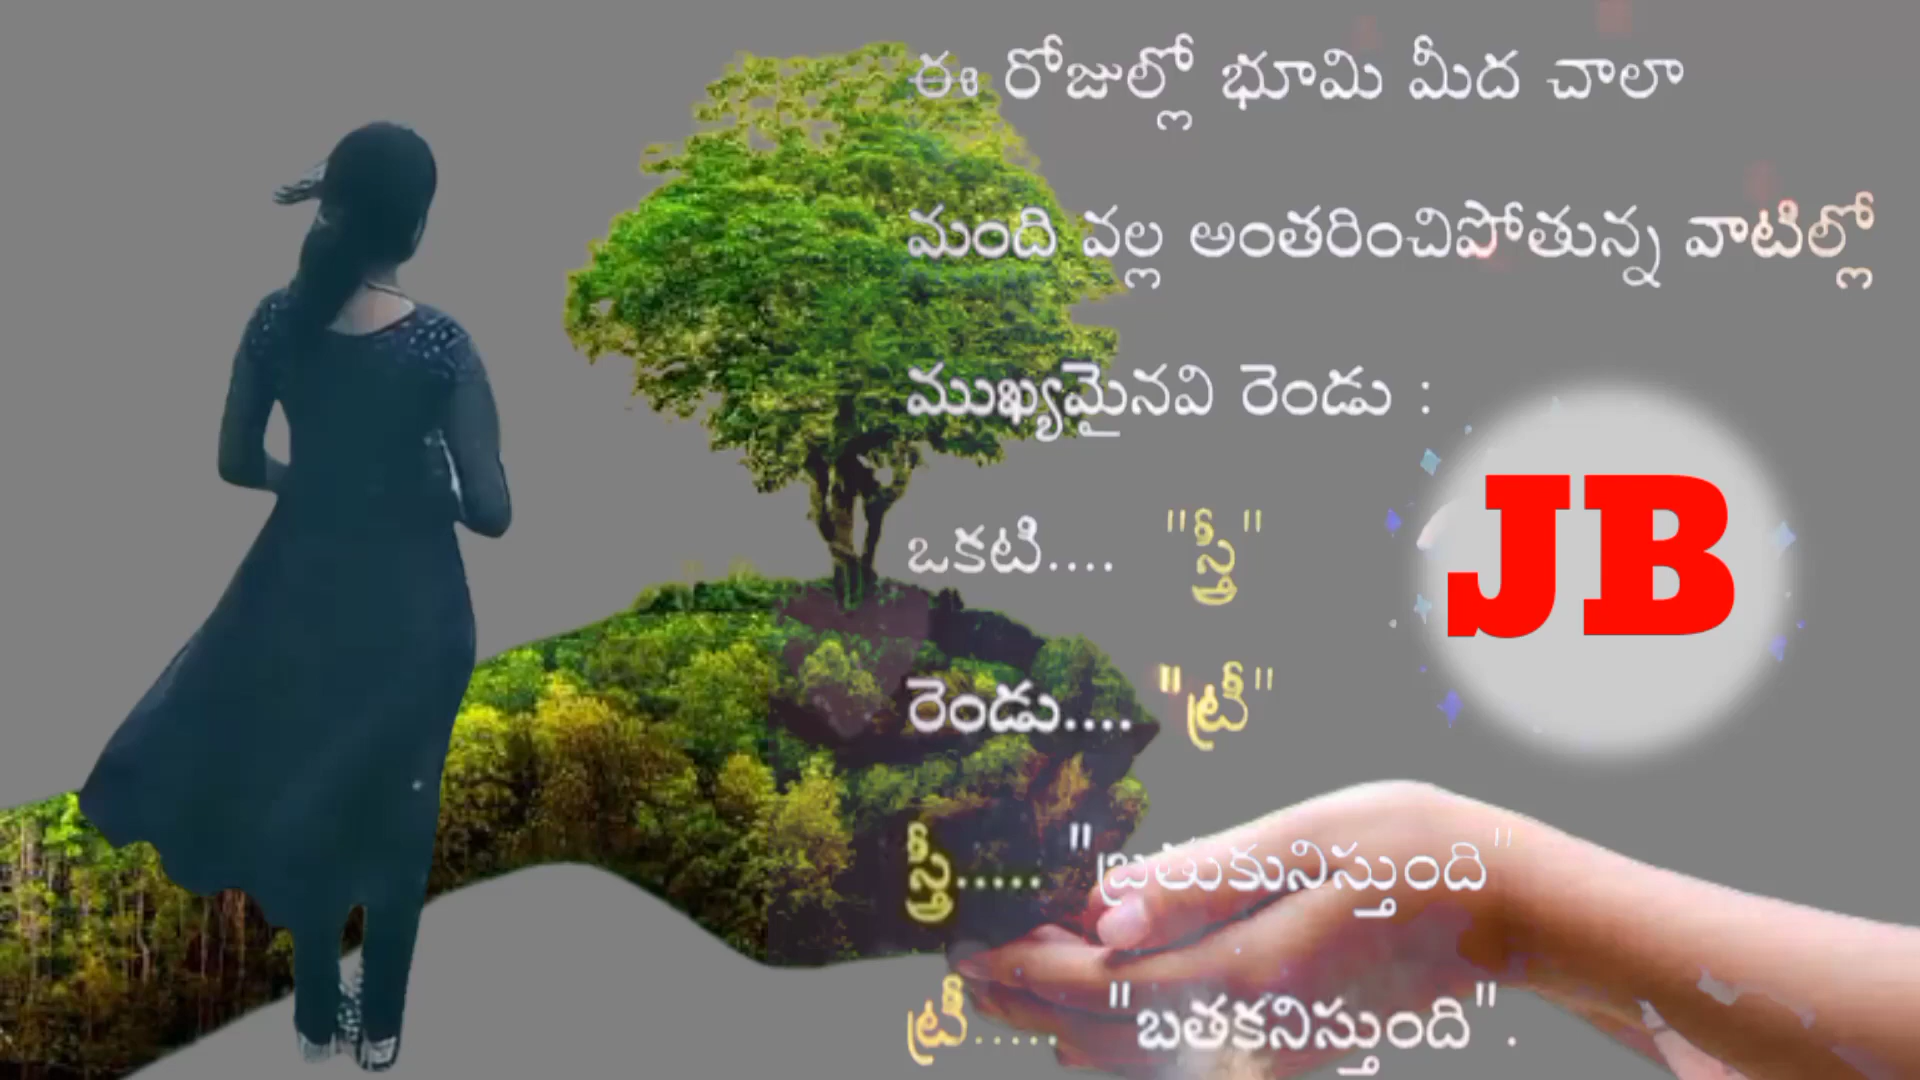 ఈ రోజుల్లో భూమి మీద చాలా
మంది వల్ల అంతరించిపోతున్న వాటిల్లో
ముఖ్యమైనవి రెండు :
ఒకటి.... "స్త్రీ"
రెండు.... "ట్రీ"
స్త్రీ..... "బ్రతుకునిస్తుంది"
ట్రీ..... "బతకనిస్తుంది".
JB